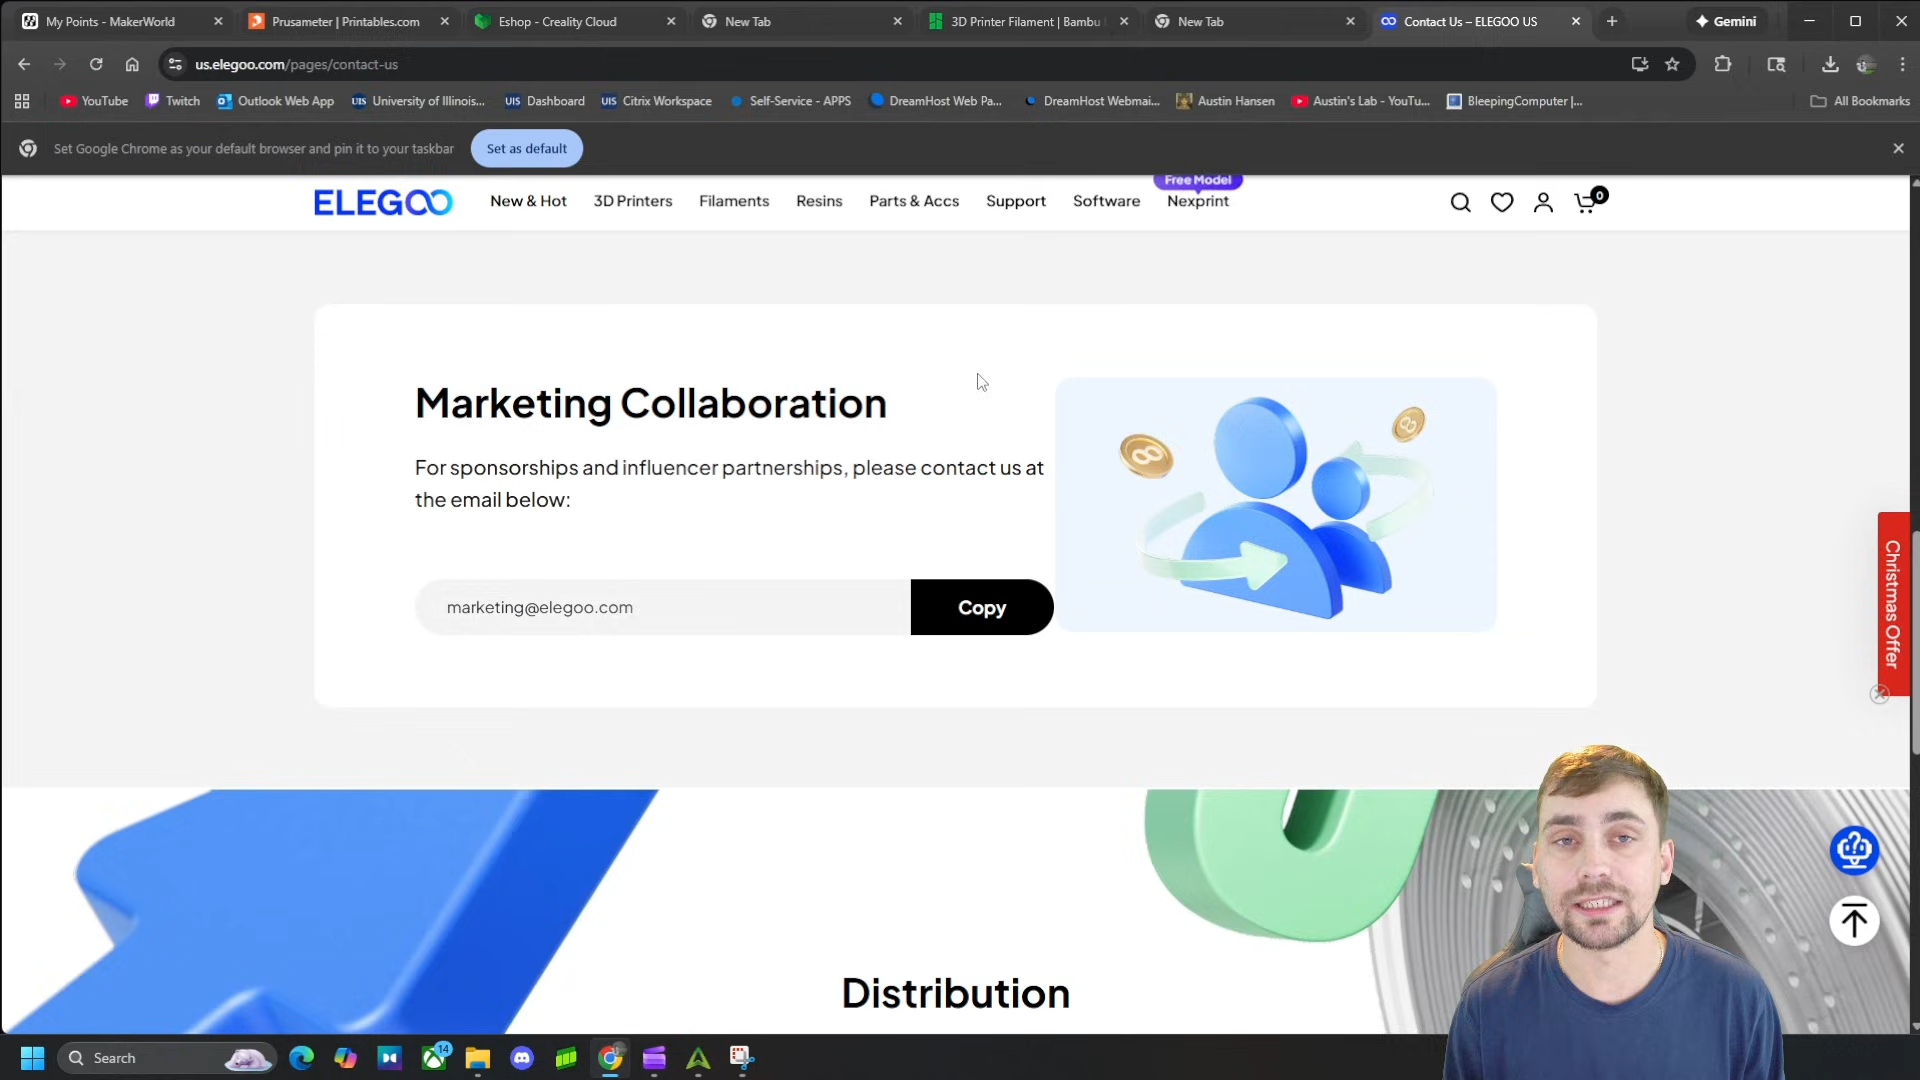 My Points - MakerWorld
Prusameter | Printables.com
Eshop - Creality Cloud
New Tab
3D Printer Filament | Bambu
New Tab
Contact Us – ELEGOO US
Gemini
us.elegoo.com/pages/contact-us
YouTube
Twitch
Outlook Web App
UIS
University of Illinois...
UIS
Dashboard
UIS
Citrix Workspace
Self-Service - APPS
DreamHost Web Pa...
DreamHost Webmai...
Austin Hansen
Austin's Lab - YouTu...
BleepingComputer |...
All Bookmarks
Set Google Chrome as your default browser and pin it to your taskbar
Set as default
Free Model
ELEGOO
New & Hot
3D Printers
Filaments
Resins
Parts & Accs
Support
Software
Nexprint
0
Marketing Collaboration
For sponsorships and influencer partnerships, please contact us at
the email below:
marketing@elegoo.com
Copy
Christmas Offer
Distribution
Search
14